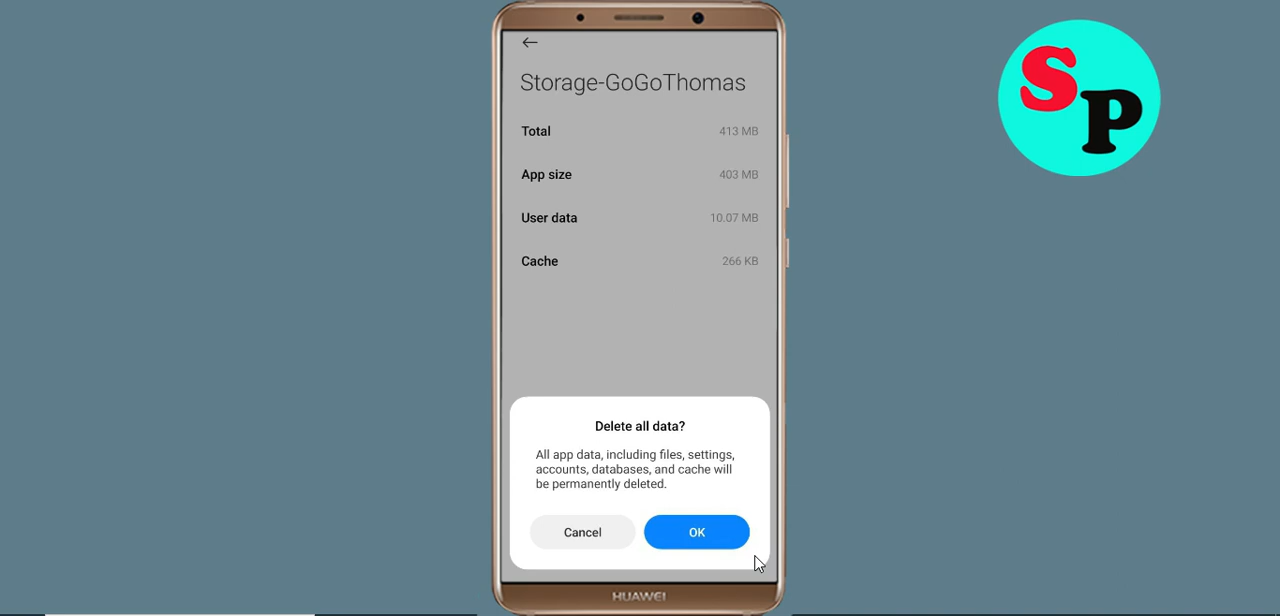 Storage-GoGoThomas
Total 413 MB
App size 403 MB
User data 10.07 MB
Cache 266 KB
Delete all data?
All app data, including files, settings,
accounts, databases, and cache will
be permanently deleted.
Cancel OK
HUAWEI
SP